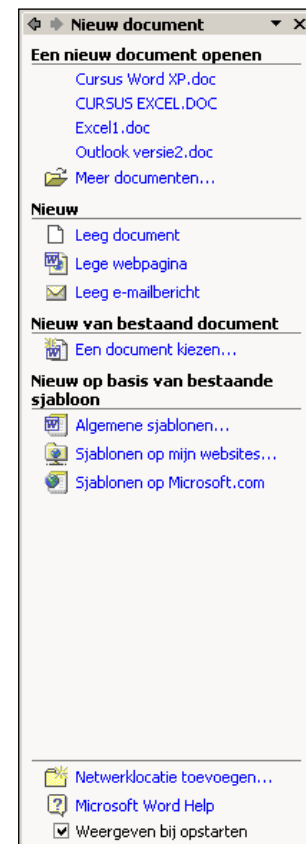 Nieuw document
Een nieuw document openen
Cursus Word XP.doc
CURSUS EXCEL.DOC
Excel1.doc
Outlook versie2.doc
Meer documenten...
Nieuw
Leeg document
Lege webpagina
Leeg e-mailbericht
Nieuw van bestaand document
Een document kiezen...
Nieuw op basis van bestaande
sjabloon
Algemene sjablonen...
Sjablonen op mijn websites...
Sjablonen op Microsoft.com
Netwerklocatie toevoegen...
Microsoft Word Help
Weergeven bij opstarten